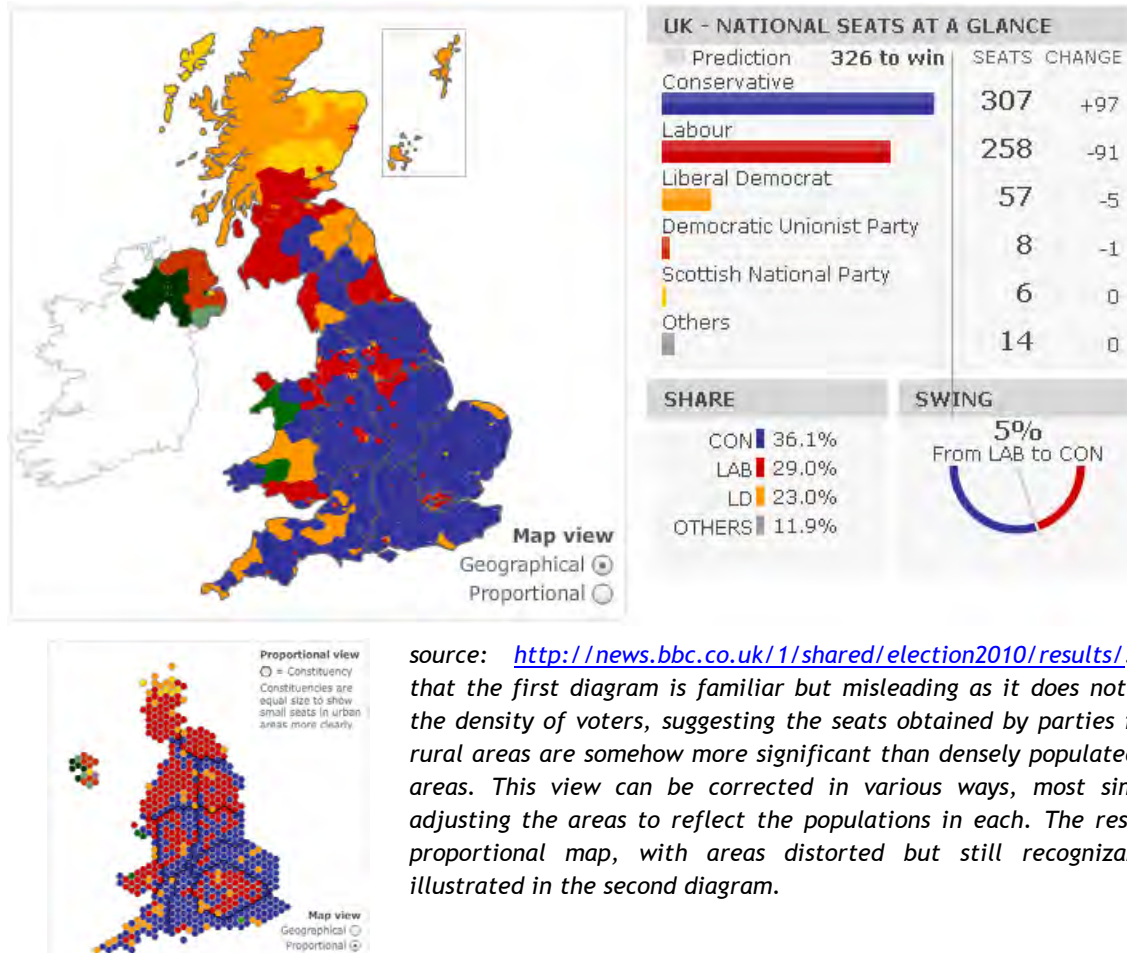 UK - NATIONAL SEATS AT A GLANCE
Prediction 326 to win SEATS CHANGE
Conservative
307 +97
Labour
258 -91
Liberal Democrat
57 -5
Democratic Unionist Party
8 -1
Scottish National Party
6 0
Others
14 0
SHARE
CON 36.1%
LAB 29.0%
LD 23.0%
OTHERS 11.9%
SWING
5%
From LAB to CON
Map view
Geographical
Proportional
Proportional view
= Constituency
Constituencies are
equal size to show
small seats in urban
areas more clearly.
Map view
Geographical
Proportional
source: http://news.bbc.co.uk/1/shared/election2010/results/
that the first diagram is familiar but misleading as it does not
the density of voters, suggesting the seats obtained by parties
rural areas are somehow more significant than densely populated
areas. This view can be corrected in various ways, most
adjusting the areas to reflect the populations in each. The
proportional map, with areas distorted but still
illustrated in the second diagram.